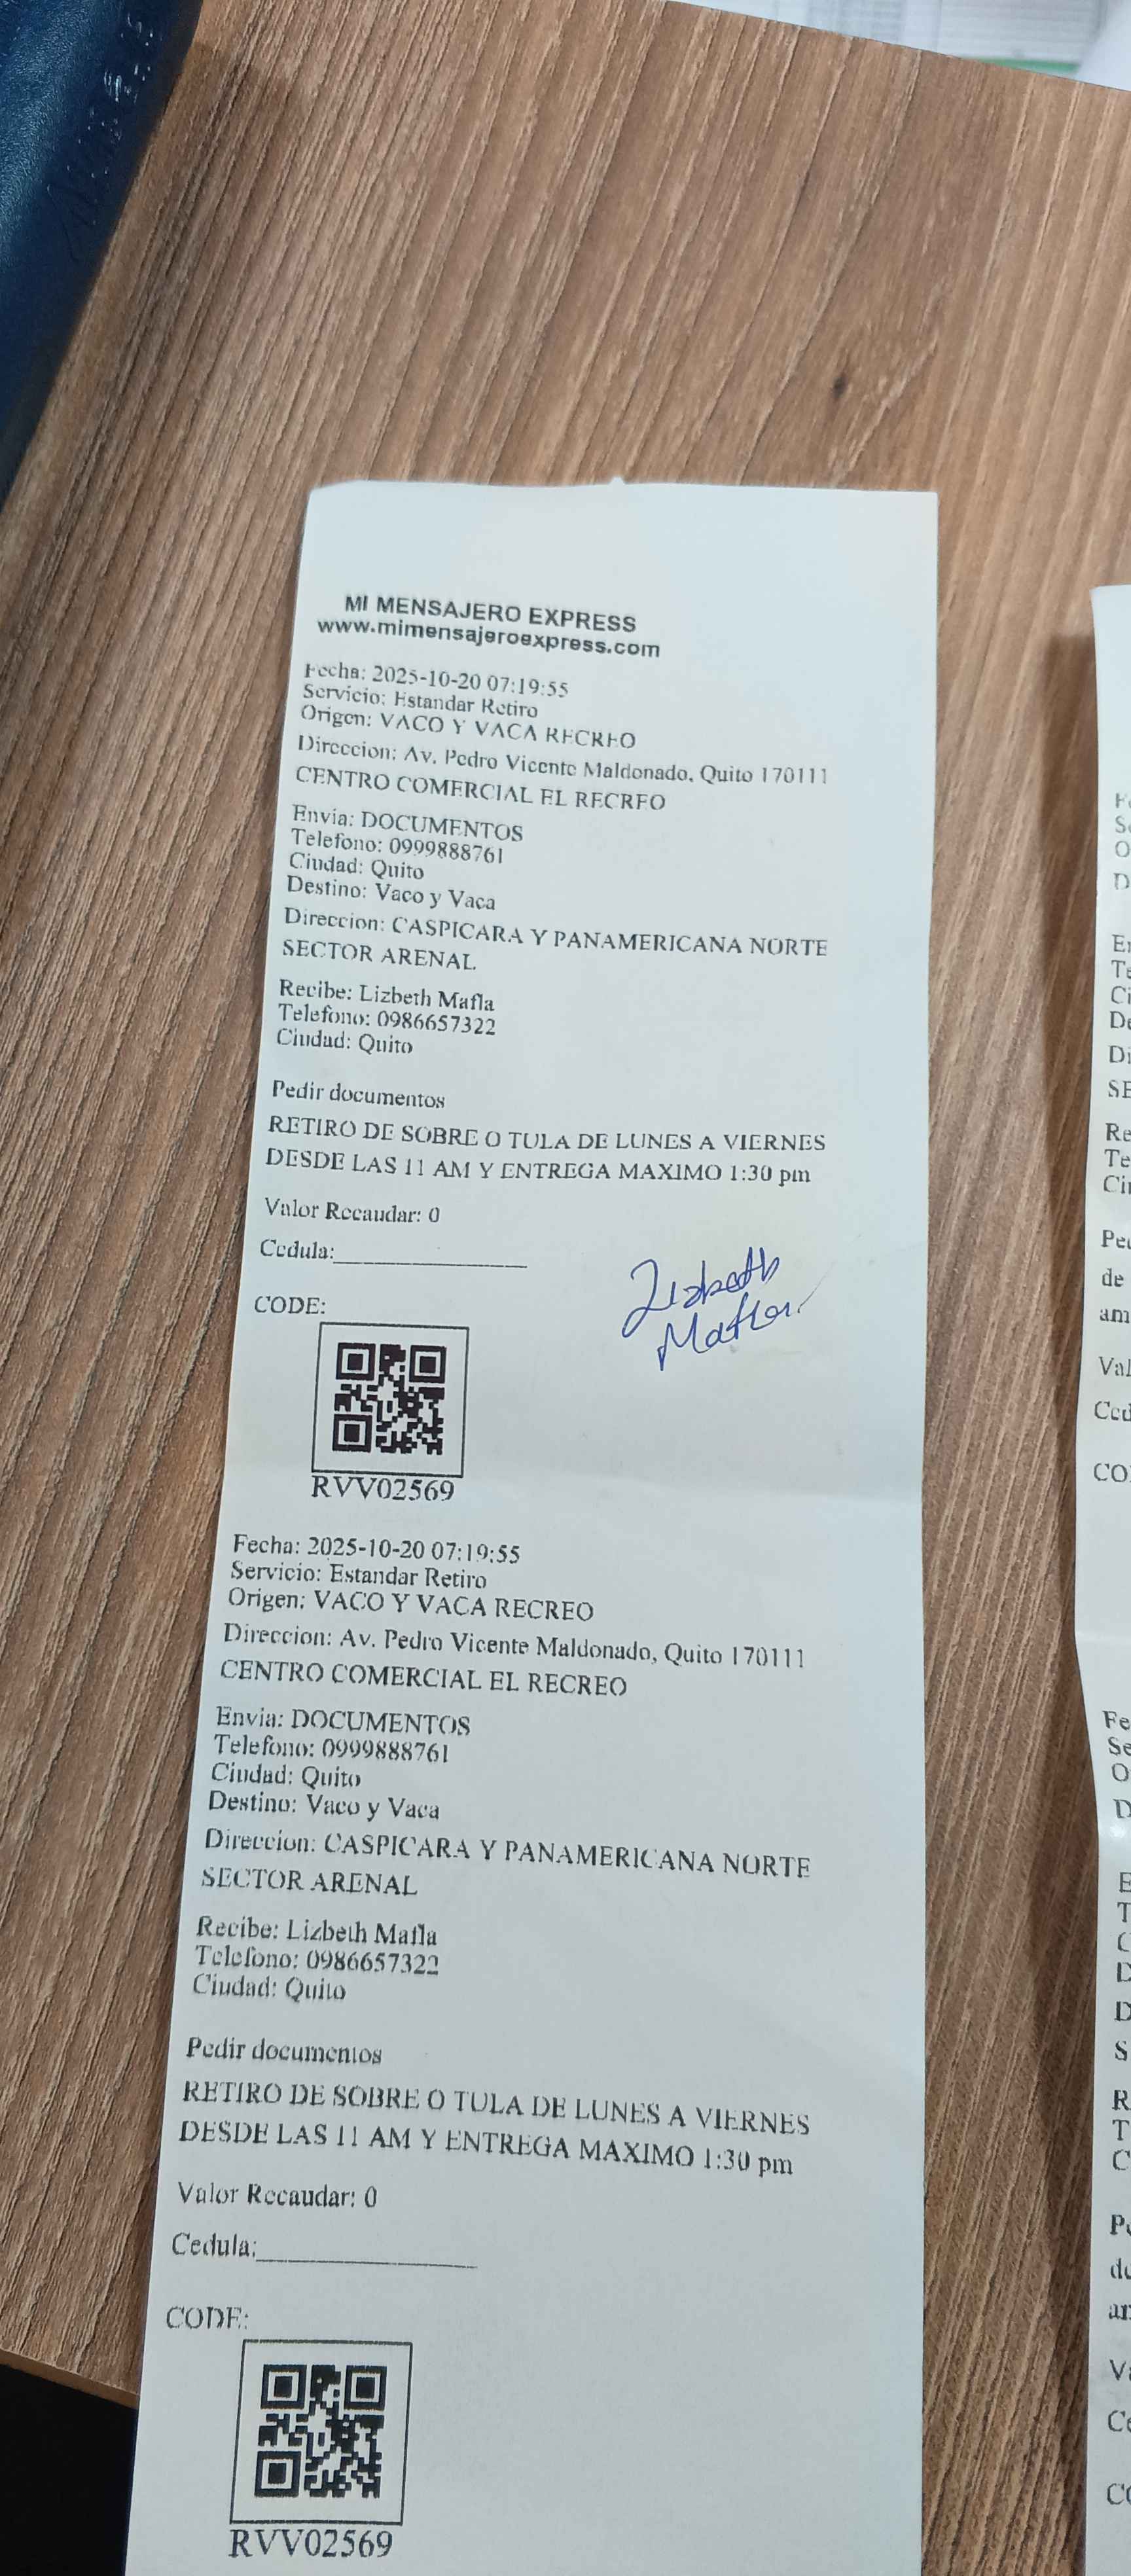 MI MENSAJERO EXPRESS
www.mimensajeroexpress.com
Fecha: 2025-10-20 07:19:55
Servicio: Estandar Retiro
Origen: VACO Y VACA RECREO
Direccion: Av. Pedro Vicente Maldonado, Quito 170111
CENTRO COMERCIAL EL RECREO
Envia: DOCUMENTOS
Telefono: 0999888761
Ciudad: Quito
Destino: Vaco y Vaca
Direccion: CASPICARA Y PANAMERICANA NORTE
SECTOR ARENAL
Recibe: Lizbeth Mafla
Telefono: 0986657322
Ciudad: Quito
Pedir documentos
RETIRO DE SOBRE O TULA DE LUNES A VIERNES
DESDE LAS 11 AM Y ENTREGA MAXIMO 1:30 pm
Valor Recaudar: 0
Cedula:
Lizbeth
Mafla
CODE:
RVV02569
Fecha: 2025-10-20 07:19:55
Servicio: Estandar Retiro
Origen: VACO Y VACA RECREO
Direccion: Av. Pedro Vicente Maldonado, Quito 170111
CENTRO COMERCIAL EL RECREO
Envia: DOCUMENTOS
Telefono: 0999888761
Ciudad: Quito
Destino: Vaco y Vaca
Direccion: CASPICARA Y PANAMERICANA NORTE
SECTOR ARENAL
Recibe: Lizbeth Mafla
Telefono: 0986657322
Ciudad: Quito
Pedir documentos
RETIRO DE SOBRE O TULA DE LUNES A VIERNES
DESDE LAS 11 AM Y ENTREGA MAXIMO 1:30 pm
Valor Recaudar: 0
Cedula:
CODE:
RVV02569